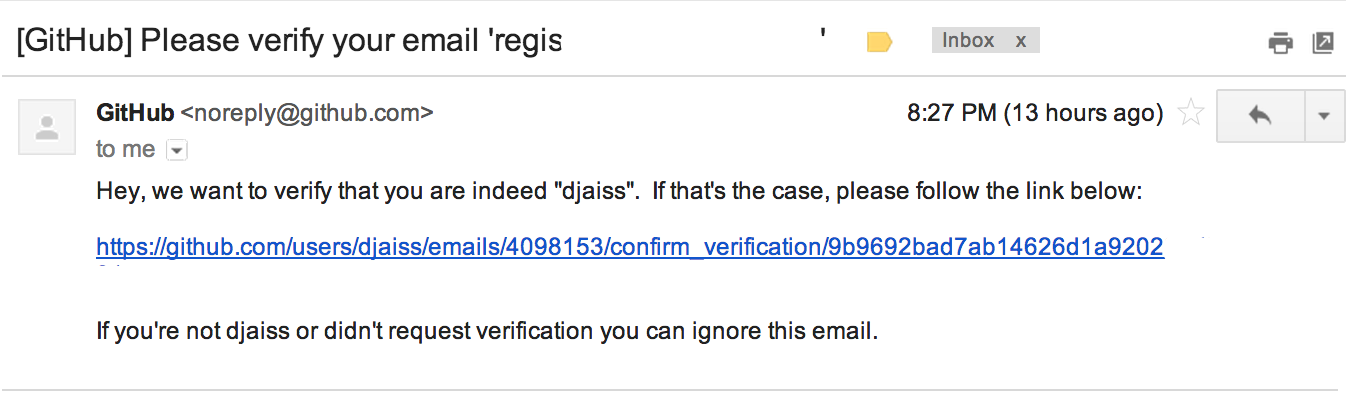 [GitHub] Please verify your email 'regis '
Inbox x
GitHub <noreply@github.com>
8:27 PM (13 hours ago)
to me
Hey, we want to verify that you are indeed "djaiss".  If that's the case, please follow the link below:
https://github.com/users/djaiss/emails/4098153/confirm_verification/9b9692bad7ab14626d1a9202
If you're not djaiss or didn't request verification you can ignore this email.